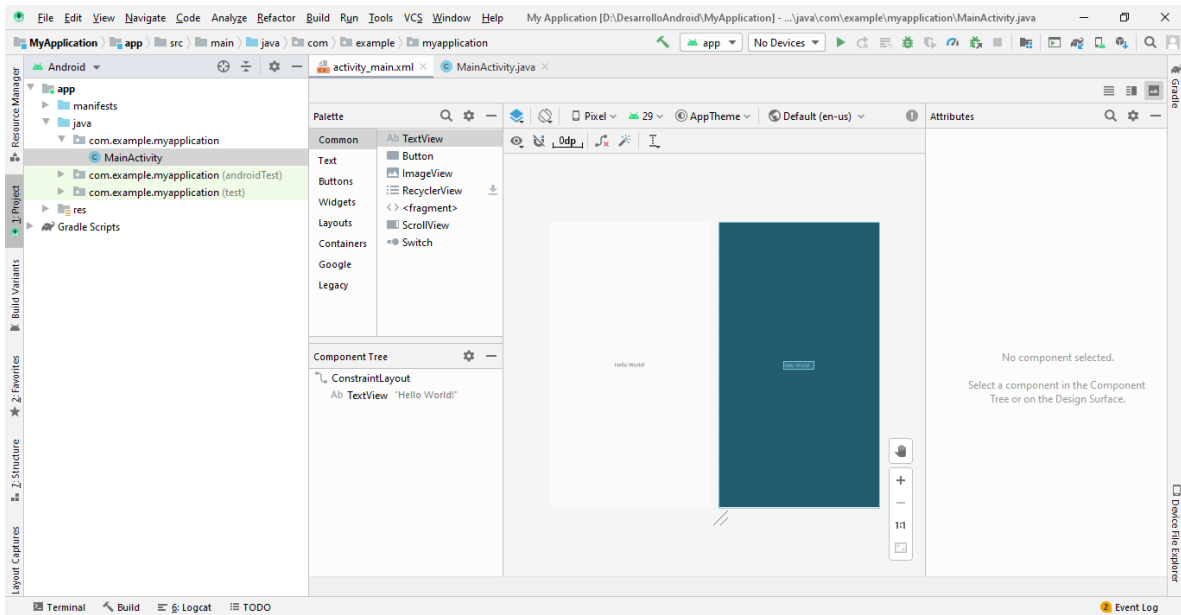 File Edit View Navigate Code Analyze Refactor Build Run Tools VCS Window Help My Application [D:\DesarrolloAndroid\MyApplication] - ...\java\com\example\myapplication\MainActivity.java
MyApplication app src main java com example myapplication app No Devices
Android
activity_main.xml MainActivity.java
app
manifests
java
com.example.myapplication
MainActivity
com.example.myapplication (androidTest)
com.example.myapplication (test)
res
Gradle Scripts
Resource Manager
1: Project
Build Variants
2: Favorites
7: Structure
Layout Captures
Palette
Common
Text
Buttons
Widgets
Layouts
Containers
Google
Legacy
Ab TextView
Button
ImageView
RecyclerView
<fragment>
ScrollView
Switch
Component Tree
ConstraintLayout
Ab TextView "Hello World!"
Pixel 29 AppTheme Default (en-us)
0dp
Hello World!
Hello World!
1:1
Attributes
No component selected.
Select a component in the Component
Tree or on the Design Surface.
Gradle
Device File Explorer
Terminal Build 6: Logcat TODO 2 Event Log